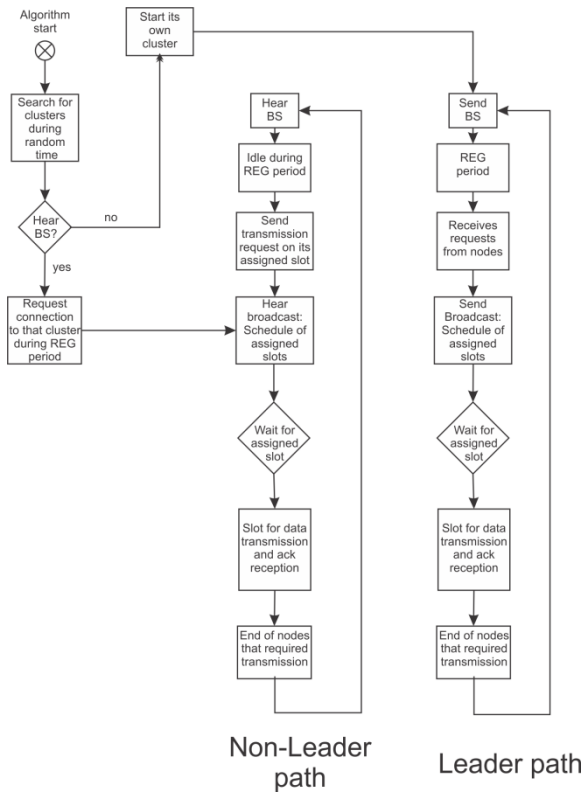 Algorithm
start
Search for
clusters
during
random
time
Hear
BS?
no
yes
Request
connection
to that cluster
during REG
period
Start its
own
cluster
Hear
BS
Idle during
REG period
Send
transmission
request on its
assigned slot
Hear
broadcast:
Schedule of
assigned
slots
Wait for
assigned
slot
Slot for data
transmission
and ack
reception
End of nodes
that required
transmission
Non-Leader
path
Send
BS
REG
period
Receives
requests
from nodes
Send
Broadcast:
Schedule of
assigned
slots
Wait for
assigned
slot
Slot for data
transmission
and ack
reception
End of nodes
that required
transmission
Leader path